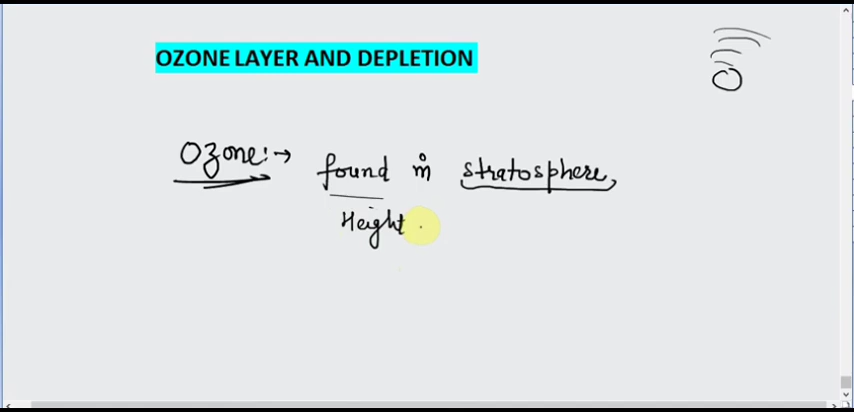 OZONE LAYER AND DEPLETION
Ozone:→ found in stratosphere,
Height